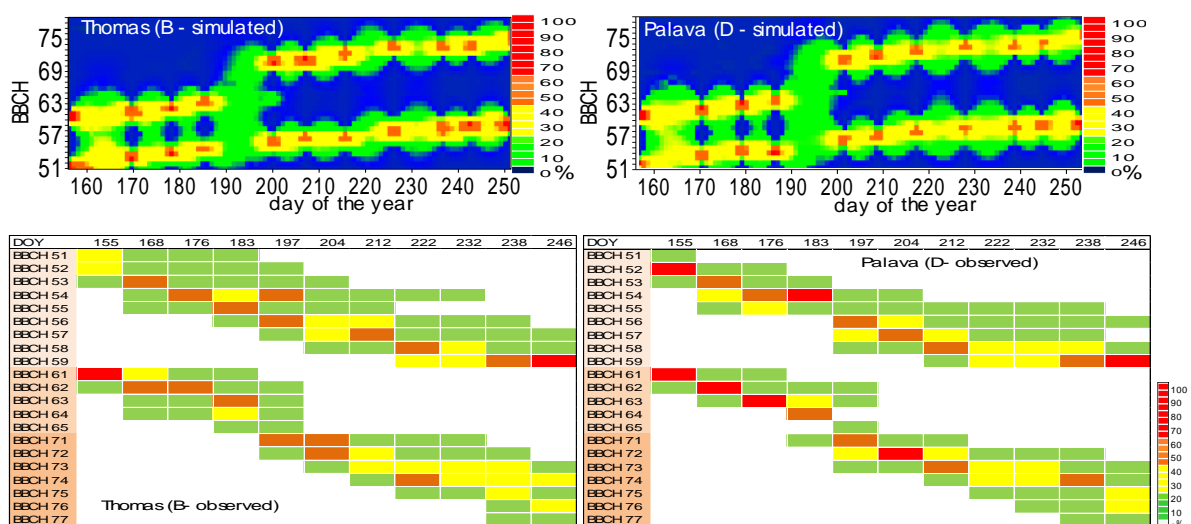 Thomas (B - simulated)
BBCH
75
69
63
57
51
160 170 180 190 200 210 220 230 240 250
day of the year
100
90
80
70
60
50
40
30
20
10
0%
Palava (D - simulated)
BBCH
75
69
63
57
51
160 170 180 190 200 210 220 230 240 250
day of the year
100
90
80
70
60
50
40
30
20
10
0%
DOY 155 168 176 183 197 204 212 222 232 238 246
BBCH 51
BBCH 52
BBCH 53
BBCH 54
BBCH 55
BBCH 56
BBCH 57
BBCH 58
BBCH 59
BBCH 61
BBCH 62
BBCH 63
BBCH 64
BBCH 65
BBCH 71
BBCH 72
BBCH 73
BBCH 74
BBCH 75
BBCH 76
BBCH 77
Thomas (B- observed)
DOY 155 168 176 183 197 204 212 222 232 238 246
Palava (D- observed)
BBCH 51
BBCH 52
BBCH 53
BBCH 54
BBCH 55
BBCH 56
BBCH 57
BBCH 58
BBCH 59
BBCH 61
BBCH 62
BBCH 63
BBCH 64
BBCH 65
BBCH 71
BBCH 72
BBCH 73
BBCH 74
BBCH 75
BBCH 76
BBCH 77
100
90
80
70
60
50
40
30
20
10